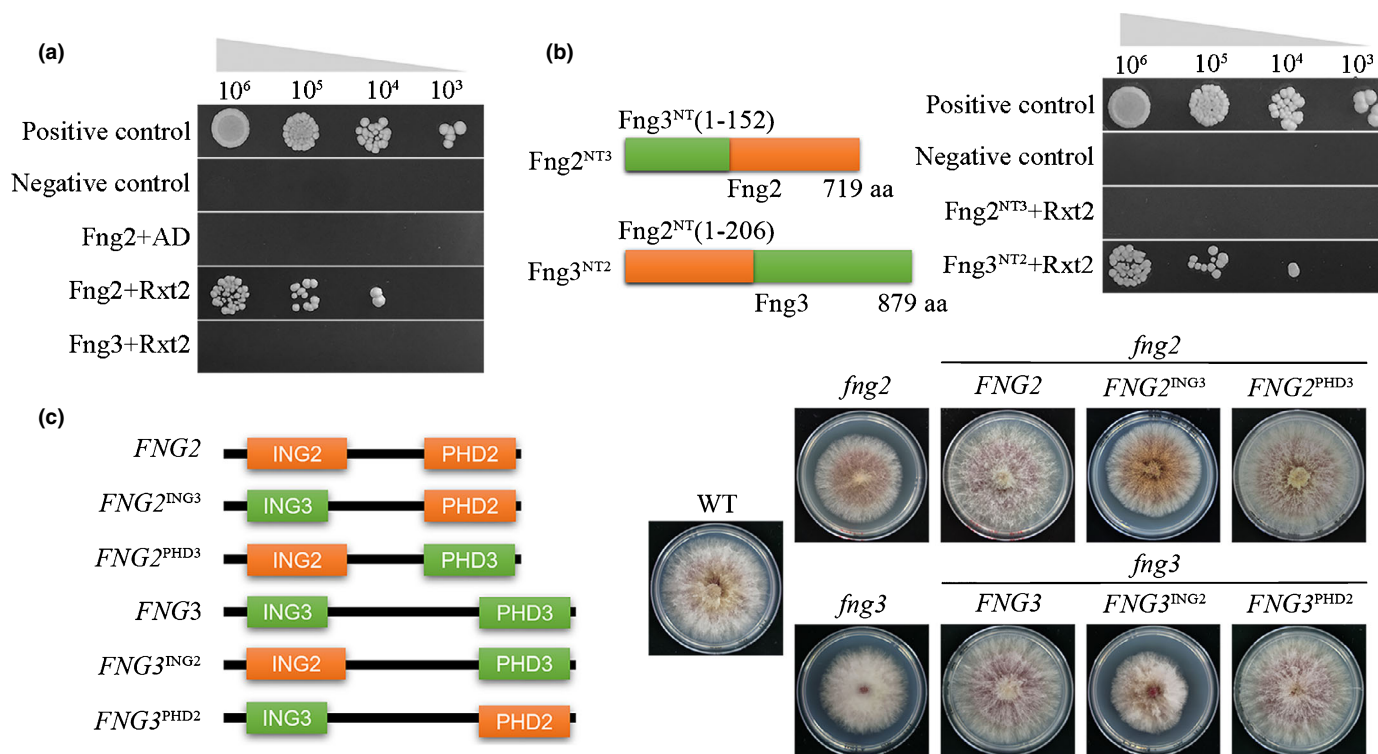 (a)
10⁶ 10⁵ 10⁴ 10³
Positive control
Negative control
Fng2+AD
Fng2+Rxt2
Fng3+Rxt2
(b)
Fng3ᴺᵀ(1-152)
Fng2ᴺᵀ³
Fng2 719 aa
Fng2ᴺᵀ(1-206)
Fng3ᴺᵀ²
Fng3 879 aa
10⁶ 10⁵ 10⁴ 10³
Positive control
Negative control
Fng2ᴺᵀ³+Rxt2
Fng3ᴺᵀ²+Rxt2
(c)
FNG2 ING2 PHD2
FNG2ᴵᴺᴳ³ ING3 PHD2
FNG2ᴾᴴᴰ³ ING2 PHD3
FNG3 ING3 PHD3
FNG3ᴵᴺᴳ² ING2 PHD3
FNG3ᴾᴴᴰ² ING3 PHD2
WT
fng2
fng2 FNG2 FNG2ᴵᴺᴳ³ FNG2ᴾᴴᴰ³
fng3
fng3 FNG3 FNG3ᴵᴺᴳ² FNG3ᴾᴴᴰ²